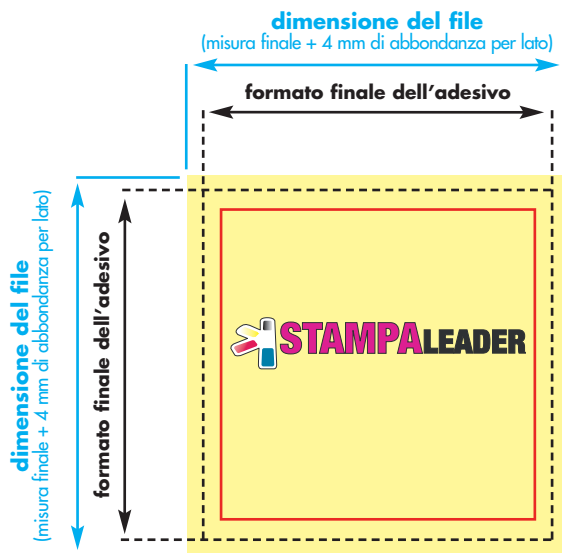 dimensione del file
(misura finale + 4 mm di abbondanza per lato)
formato finale dell'adesivo
dimensione del file
(misura finale + 4 mm di abbondanza per lato)
formato finale dell'adesivo
STAMPALEADER